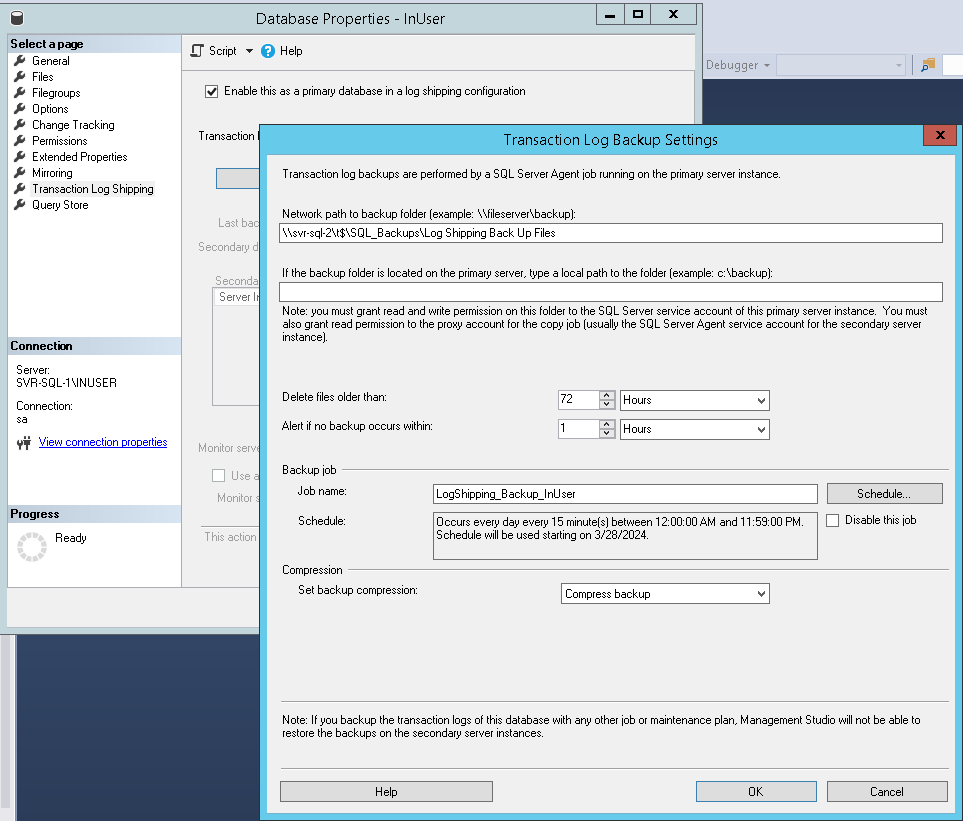 Database Properties - InUser
Select a page
General
Files
Filegroups
Options
Change Tracking
Permissions
Extended Properties
Mirroring
Transaction Log Shipping
Query Store
Script
Help
Enable this as a primary database in a log shipping configuration
Transaction
Last bac
Secondary d
Seconda
Server In
Monitor serve
Use a
Monitor s
This action
Connection
Server:
SVR-SQL-1\INUSER
Connection:
sa
View connection properties
Progress
Ready
Debugger
Transaction Log Backup Settings
Transaction log backups are performed by a SQL Server Agent job running on the primary server instance.
Network path to backup folder (example: \\fileserver\backup):
\\svr-sql-2\t$\SQL_Backups\Log Shipping Back Up Files
If the backup folder is located on the primary server, type a local path to the folder (example: c:\backup):
Note: you must grant read and write permission on this folder to the SQL Server service account of this primary server instance.  You must
also grant read permission to the proxy account for the copy job (usually the SQL Server Agent service account for the secondary server
instance).
Delete files older than:
72
Hours
Alert if no backup occurs within:
1
Hours
Backup job
Job name:
LogShipping_Backup_InUser
Schedule...
Schedule:
Occurs every day every 15 minute(s) between 12:00:00 AM and 11:59:00 PM.
Schedule will be used starting on 3/28/2024.
Disable this job
Compression
Set backup compression:
Compress backup
Note: If you backup the transaction logs of this database with any other job or maintenance plan, Management Studio will not be able to
restore the backups on the secondary server instances.
Help
OK
Cancel